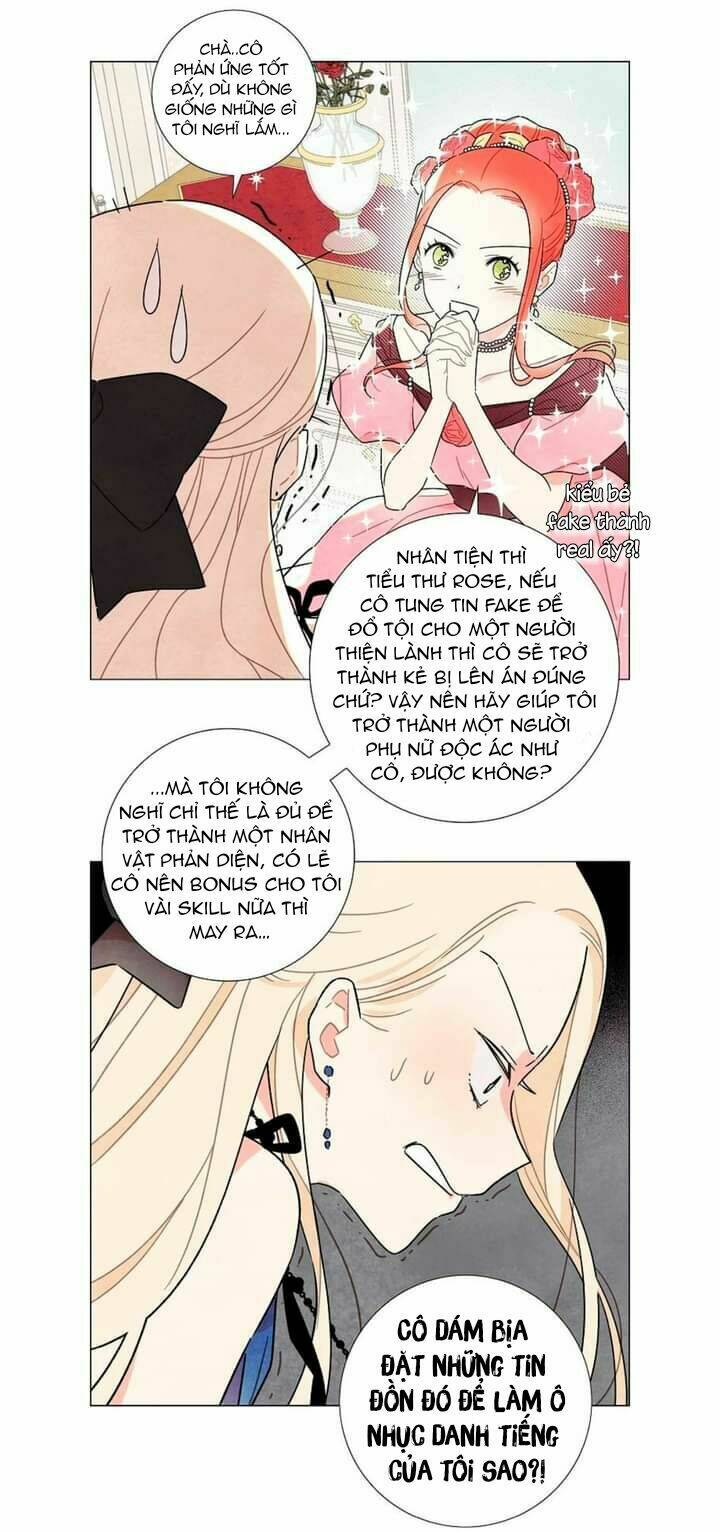 CHÀ..CÔ
PHẢN ỨNG TỐT
ĐẤY, DÙ KHÔNG
GIỐNG NHỮNG GÌ
TÔI NGHĨ LẮM...
kiểu bẻ
fake thành
real ấy?!
NHÂN TIỆN THÌ
TIỂU THƯ ROSE, NẾU
CÔ TUNG TIN FAKE ĐỂ
ĐỔ TỘI CHO MỘT NGƯỜI
THIỆN LÀNH THÌ CÔ SẼ TRỞ
THÀNH KẺ BỊ LÊN ÁN ĐÚNG
CHỨ? VẬY NÊN HÃY GIÚP TÔI
TRỞ THÀNH MỘT NGƯỜI
PHỤ NỮ ĐỘC ÁC NHƯ
CÔ, ĐƯỢC KHÔNG?
...MÀ TÔI KHÔNG
NGHĨ CHỈ THẾ LÀ ĐỦ ĐỂ
TRỞ THÀNH MỘT NHÂN
VẬT PHẢN DIỆN, CÓ LẼ
CÔ NÊN BONUS CHO TÔI
VÀI SKILL NỮA THÌ
MAY RA...
CÔ DÁM BỊA
ĐẶT NHỮNG TIN
ĐỒN ĐÓ ĐỂ LÀM Ô
NHỤC DANH TIẾNG
CỦA TÔI SAO?!